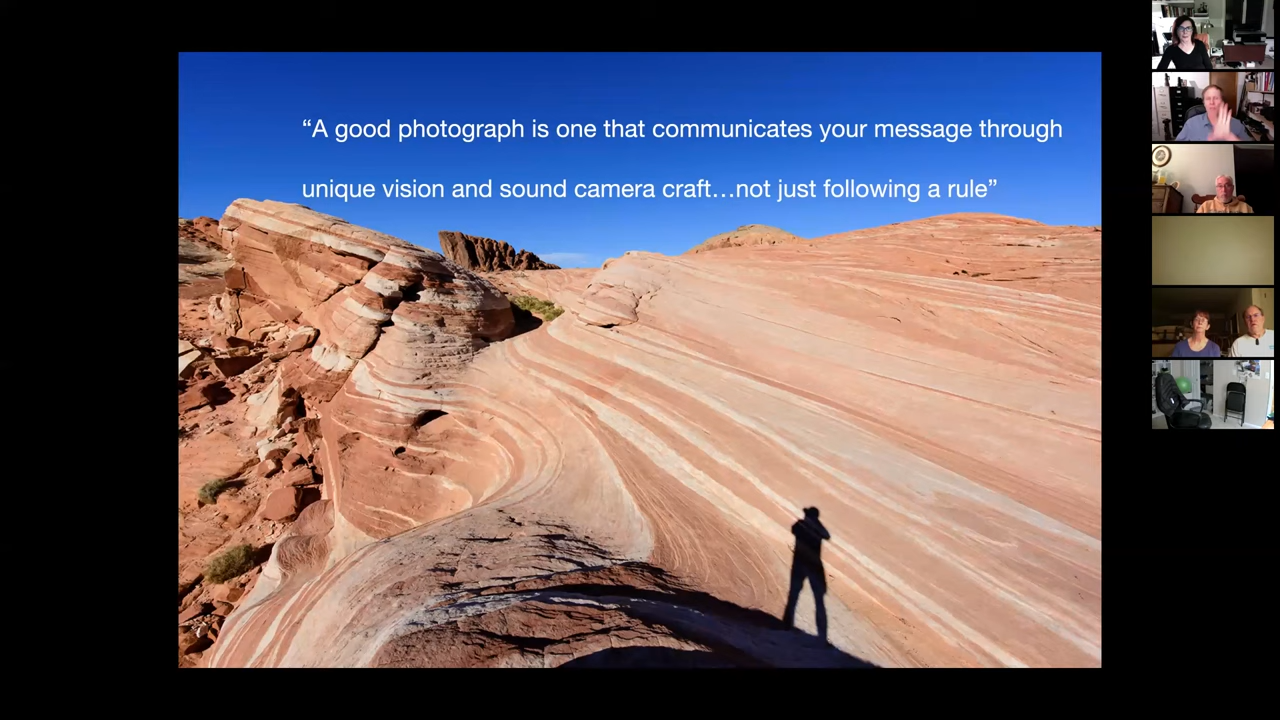 “A good photograph is one that communicates your message through
unique vision and sound camera craft…not just following a rule”